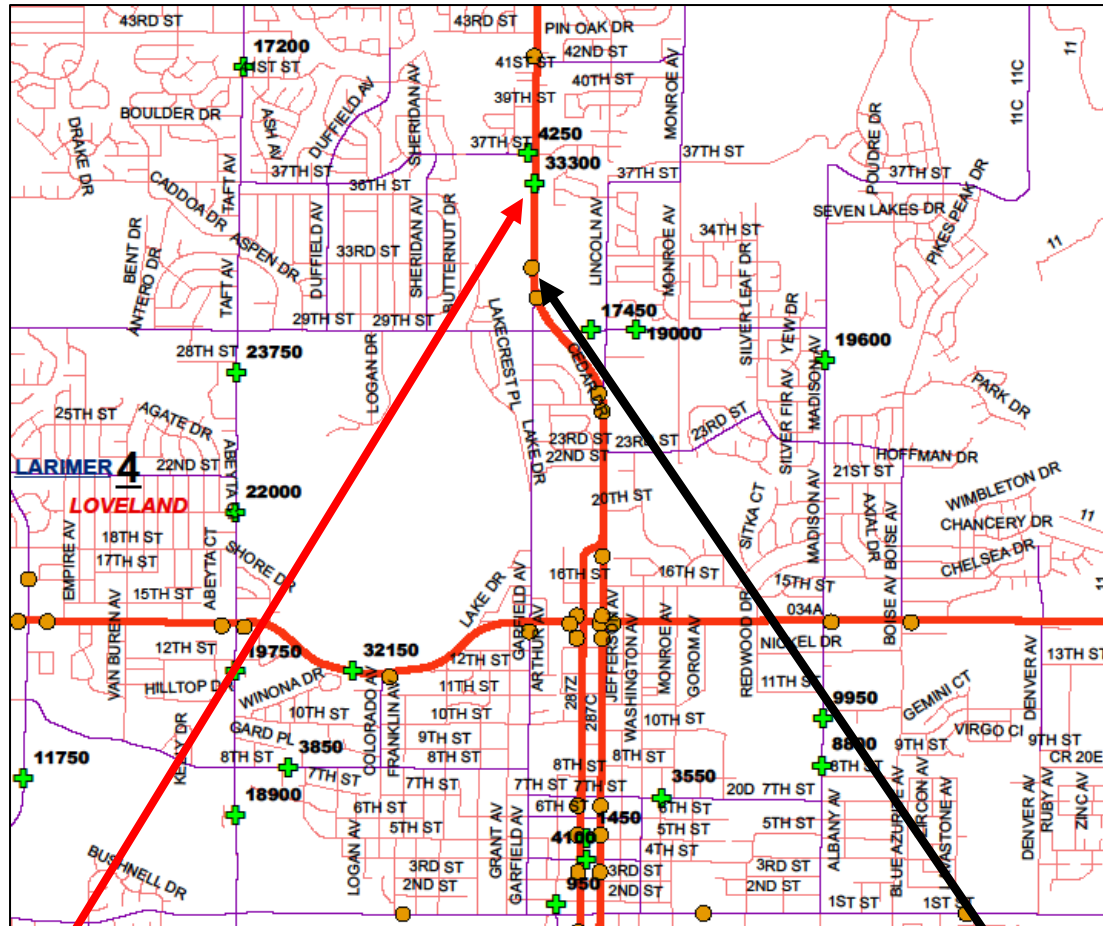 43RD ST
43RD ST
PIN OAK DR
17200
41ST ST
42ND ST
1ST ST
40TH ST
39TH ST
11
11C
11C
BOULDER DR
DRAKE DR
ASH AV
DUFFIELD AV
SHERIDAN AV
MONROE AV
4250
37TH ST
33300
37TH ST
37TH ST
36TH ST
37TH ST
37TH ST
POUDRE DR
TAFT AV
CADDOA DR
ASPEN DR
SEVEN LAKES DR
PIKES PEAK DR
BENT DR
ANTERO DR
DUFFIELD AV
33RD ST
SHERIDAN AV
BUTTERNUT DR
LINCOLN AV
MONROE AV
34TH ST
11
TAFT AV
29TH ST
29TH ST
LAKECREST PL
17450
19000
SILVER LEAF DR
YEW DR
19600
28TH ST
23750
LOGAN DR
CEDAR DR
MADISON AV
SILVER FIR AV
PARK DR
25TH ST
AGATE DR
LAKE DR
23RD ST
23RD ST
23RD ST
22ND ST
HOFFMAN DR
22ND ST
ABEYTA
21ST ST
LARIMER 4
LOVELAND
22000
20TH ST
SITKA CT
MADISON AV
AXIAL DR
BOISE AV
WIMBLETON DR
CHANCERY DR
11
18TH ST
17TH ST
EMPIRE AV
ABEYTA CT
SHORE DR
16TH ST
16TH ST
15TH ST
CHELSEA DR
11
15TH ST
LAKE DR
GARFIELD AV
034A
VAN BUREN AV
12TH ST
19750
32150
12TH ST
ARTHUR AV
JEFFERSON AV
WASHINGTON AV
MONROE AV
GOROM AV
REDWOOD DR
NICKEL DR
BOISE AV
13TH ST
HILLTOP DR
WINONA DR
COLORADO AV
FRANKLIN AV
11TH ST
11TH ST
10TH ST
10TH ST
287Z
287C
10TH ST
9950
GEMINI CT
DENVER AV
VIRGO CI
KELLY DR
GARD PL
9TH ST
8TH ST
3850
8TH ST
8TH ST
8TH ST
8800
9TH ST
9TH ST
8TH ST
CR 20E
11750
7TH ST
7TH ST
7TH ST
7TH ST
3550
20D
7TH ST
18900
6TH ST
6TH ST
6TH ST
1450
5TH ST
5TH ST
5TH ST
4100
4TH ST
LOGAN AV
GRANT AV
GARFIELD AV
ALBANY AV
BLUE AZURITE AV
ZIRCON AV
DENVER AV
RUBY AV
ZINC AV
BUSHNELL DR
3RD ST
3RD ST
3RD ST
950
2ND ST
2ND ST
2ND ST
1ST ST
1ST ST